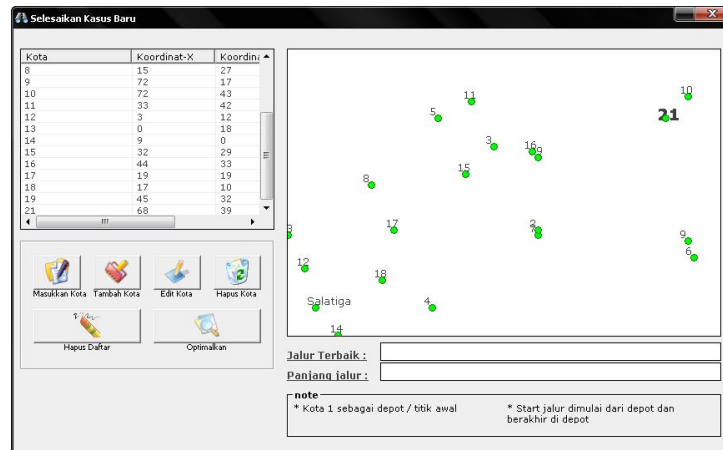 Selesaikan Kasus Baru
Kota Koordinat-X Koordina
8 15 27
9 72 17
10 72 43
11 33 42
12 3 12
13 0 18
14 9 0
15 32 29
16 44 33
17 19 19
18 17 10
19 45 32
21 68 39
Masukkan Kota Tambah Kota Edit Kota Hapus Kota
Hapus Daftar Optimalkan
10
11
5
21
3
16
19
15
8
17
2
7
3
9
6
12
18
Salatiga
4
14
Jalur Terbaik :
Panjang jalur :
note
* Kota 1 sebagai depot / titik awal
* Start jalur dimulai dari depot dan
berakhir di depot